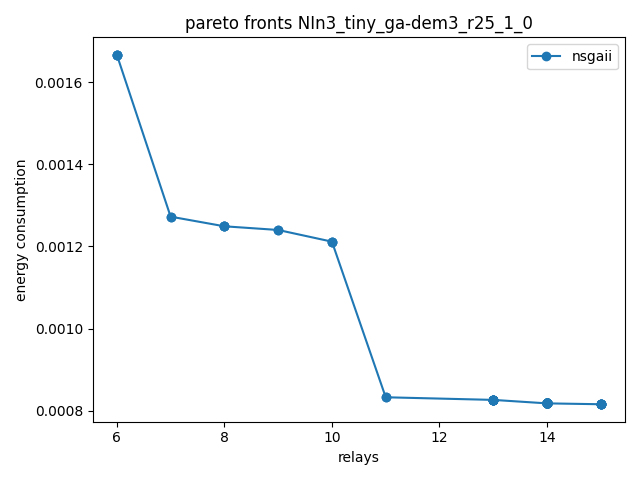 pareto fronts NIn3_tiny_ga-dem3_r25_1_0
nsgaii
energy consumption
0.0016
0.0014
0.0012
0.0010
0.0008
6 8 10 12 14
relays